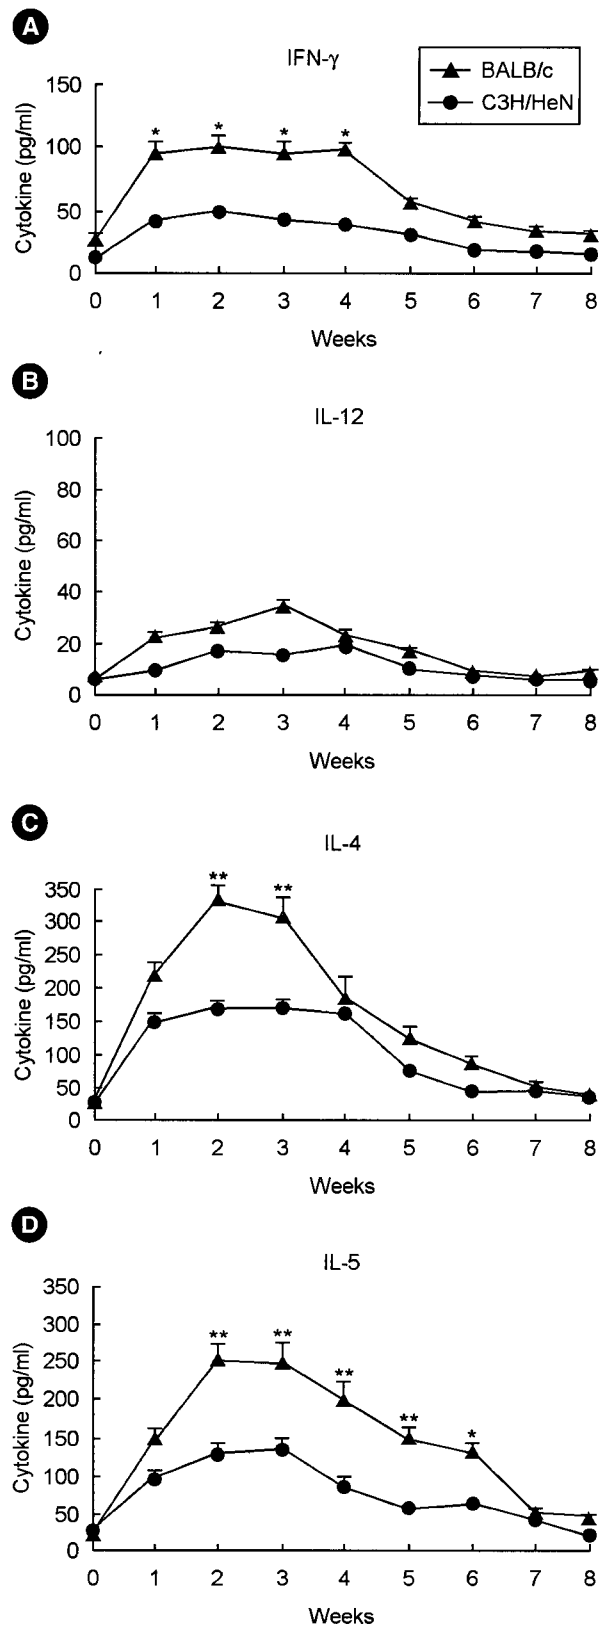 A
IFN-γ
BALB/c
C3H/HeN
Cytokine (pg/ml)
150
100
50
0
* * * *
0 1 2 3 4 5 6 7 8
Weeks
B
IL-12
Cytokine (pg/ml)
100
80
60
40
20
0
0 1 2 3 4 5 6 7 8
Weeks
C
IL-4
Cytokine (pg/ml)
350
300
250
200
150
100
50
0
** **
0 1 2 3 4 5 6 7 8
Weeks
D
IL-5
Cytokine (pg/ml)
350
300
250
200
150
100
50
0
** ** ** ** *
0 1 2 3 4 5 6 7 8
Weeks